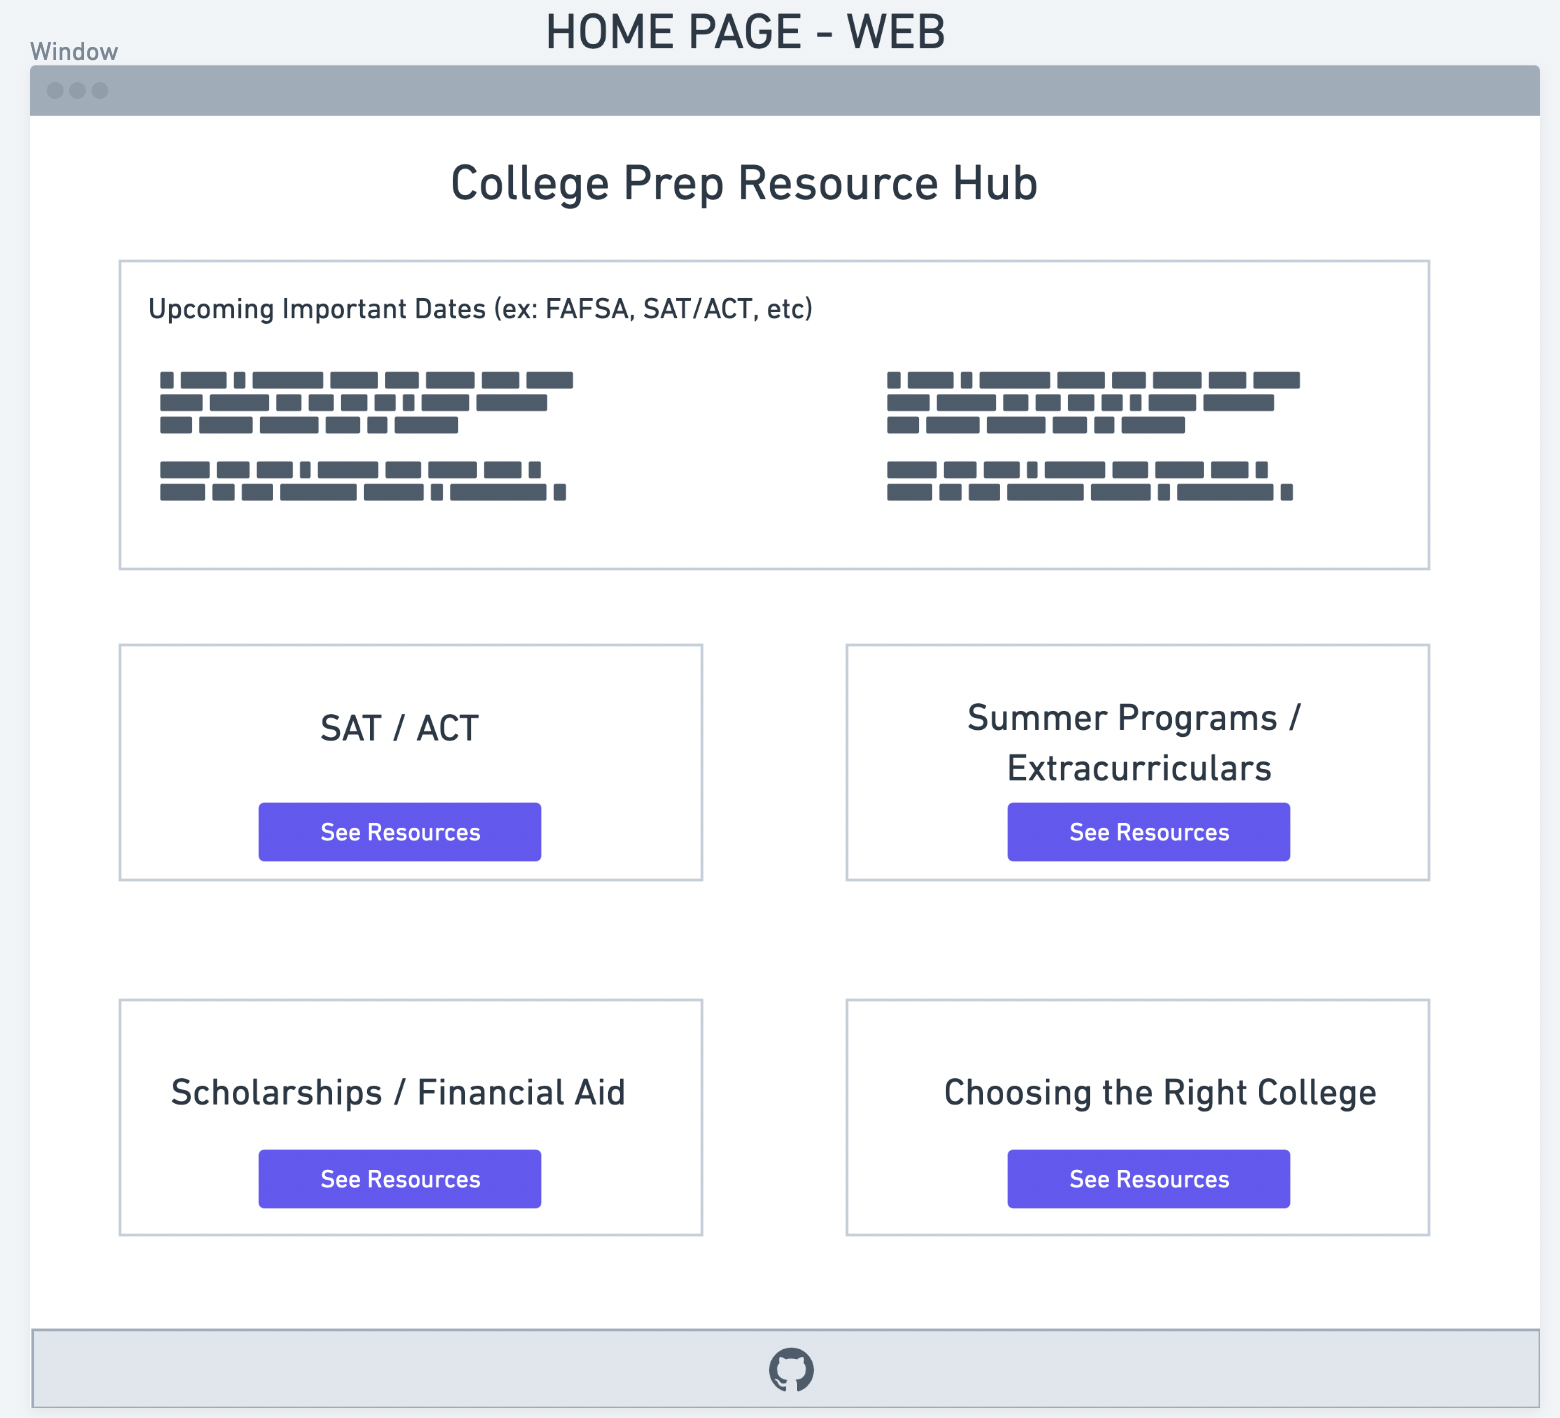 HOME PAGE - WEB
Window
College Prep Resource Hub
Upcoming Important Dates (ex: FAFSA, SAT/ACT, etc)
SAT / ACT
See Resources
Summer Programs /
Extracurriculars
See Resources
Scholarships / Financial Aid
See Resources
Choosing the Right College
See Resources